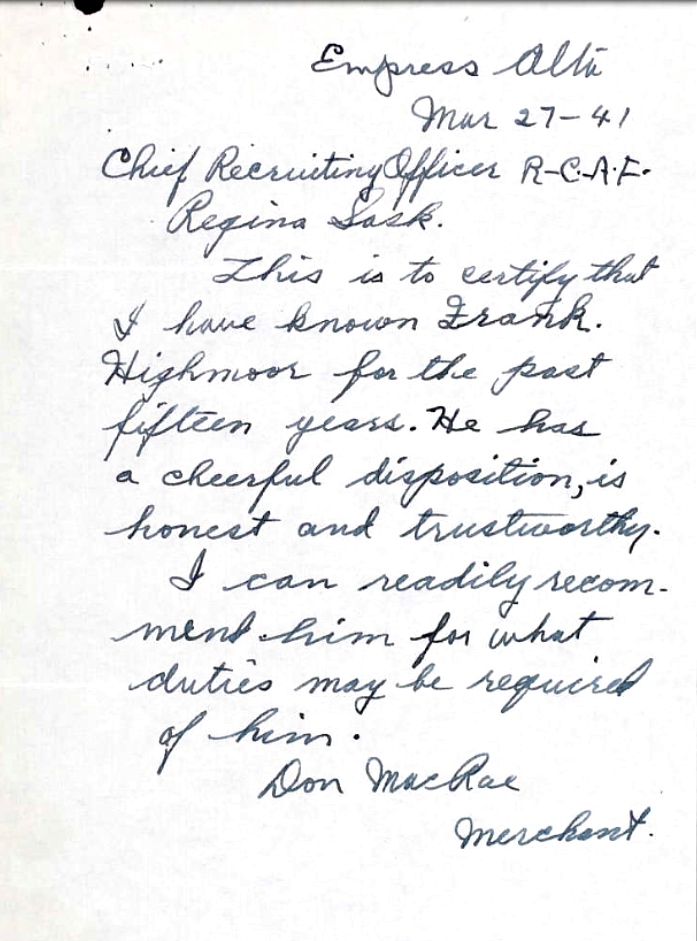 Empress Alta
Mar 27-41
Chief Recruiting Officer R-C-A-F-
Regina Sask.
This is to certify that
I have known Frank.
Highmoor for the past
fifteen years. He has
a cheerful disposition, is
honest and trustworthy.
I can readily recom-
mend him for what
duties may be required
of him.
Don MacRae
Merchant.